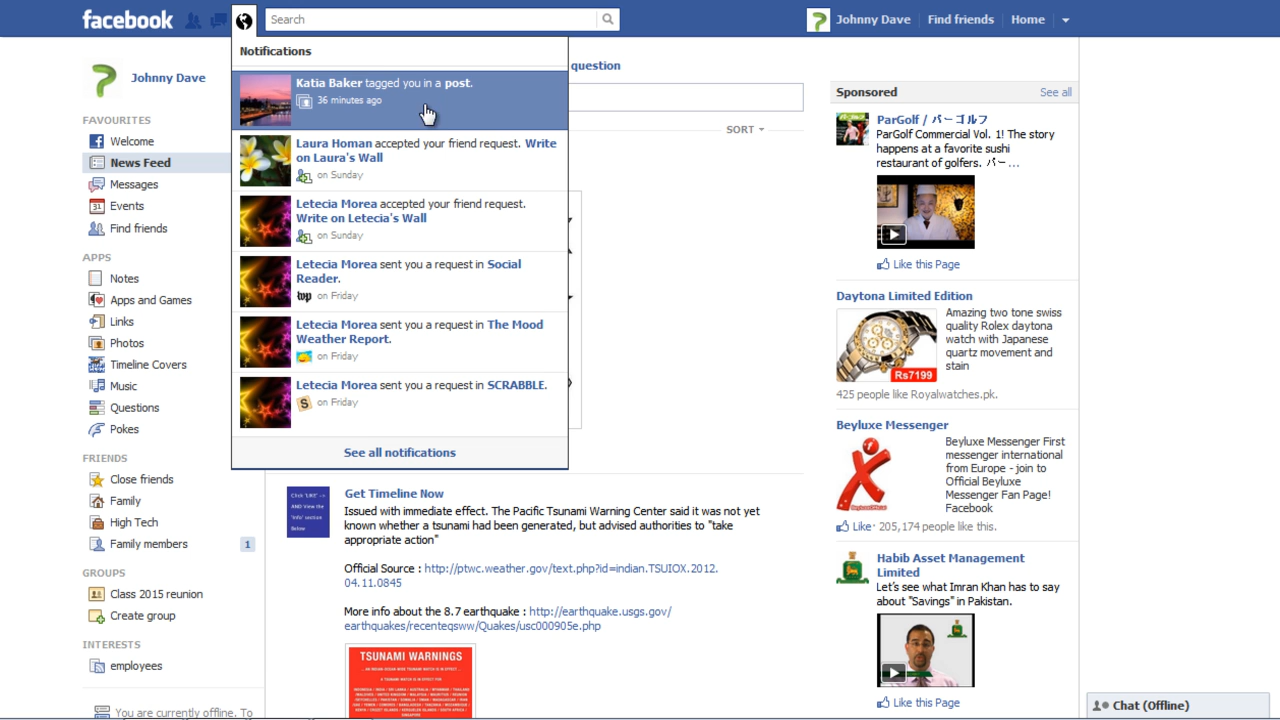 facebook
Search
Johnny Dave
Find friends
Home
Notifications
Katia Baker tagged you in a post.
36 minutes ago
Laura Homan accepted your friend request. Write
on Laura's Wall
on Sunday
Letecia Morea accepted your friend request.
Write on Letecia's Wall
on Sunday
Letecia Morea sent you a request in Social
Reader.
wp on Friday
Letecia Morea sent you a request in The Mood
Weather Report.
on Friday
Letecia Morea sent you a request in SCRABBLE.
S on Friday
See all notifications
Johnny Dave
FAVOURITES
Welcome
News Feed
Messages
31 Events
Find friends
APPS
Notes
Apps and Games
Links
Photos
Timeline Covers
Music
Questions
Pokes
FRIENDS
Close friends
Family
High Tech
Family members 1
GROUPS
Class 2015 reunion
Create group
INTERESTS
employees
You are currently offline. To
question
SORT
Click 'LIKE' -->
AND View the
'Info' section
Below
Get Timeline Now
Issued with immediate effect. The Pacific Tsunami Warning Center said it was not yet
known whether a tsunami had been generated, but advised authorities to "take
appropriate action"
Official Source : http://ptwc.weather.gov/text.php?id=indian.TSUIOX.2012.
04.11.0845
More info about the 8.7 earthquake : http://earthquake.usgs.gov/
earthquakes/recenteqsww/Quakes/usc000905e.php
TSUNAMI WARNINGS
Sponsored
See all
ParGolf / パーゴルフ
ParGolf Commercial Vol. 1! The story
happens at a favorite sushi
restaurant of golfers. パー ...
Like this Page
Daytona Limited Edition
Amazing two tone swiss
quality Rolex daytona
watch with Japanese
quartz movement and
stain
Rs7199
425 people like Royalwatches.pk.
Beyluxe Messenger
Beyluxe Messenger First
messenger international
from Europe - join to
Official Beyluxe
Messenger Fan Page!
Facebook
Like · 205,174 people like this.
Habib Asset Management
Limited
Let's see what Imran Khan has to say
about "Savings" in Pakistan.
Like this Page
Chat (Offline)